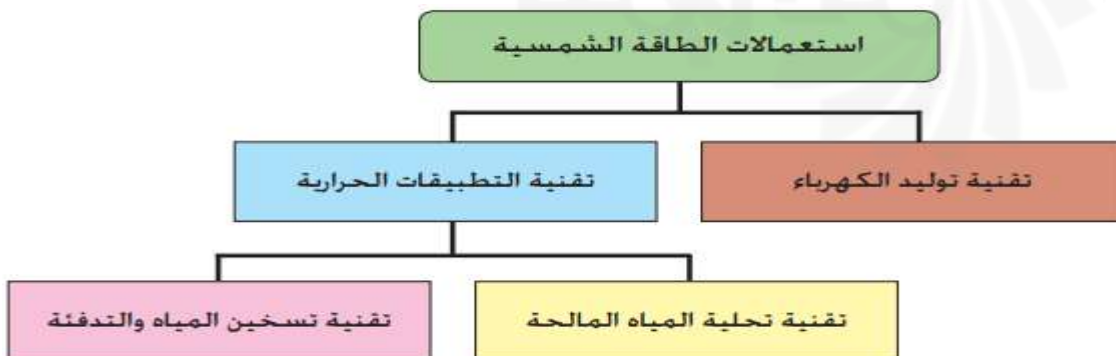 استعمالات الطاقة الشمسية
تقنية توليد الكهرباء
تقنية التطبيقات الحرارية
تقنية تحلية المياه المالحة
تقنية تسخين المياه والتدفئة